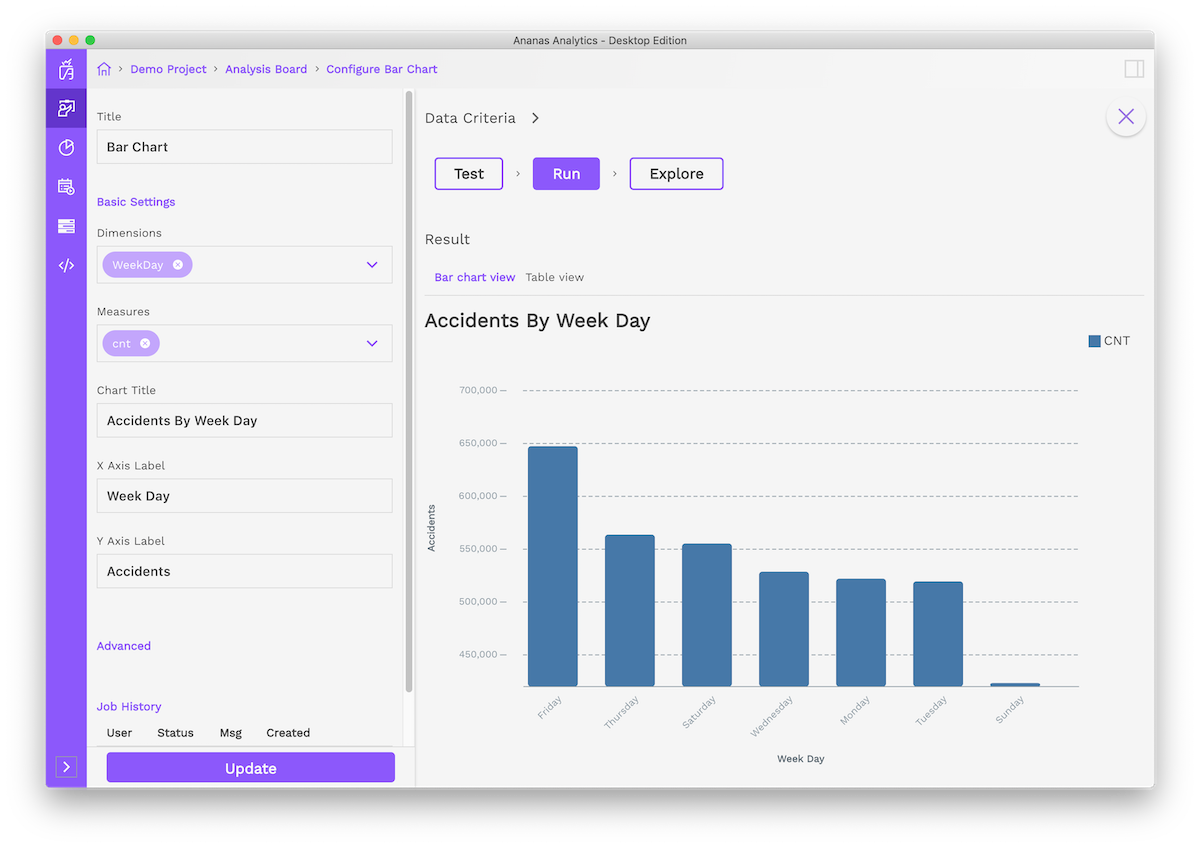 Ananas Analytics - Desktop Edition
Demo Project > Analysis Board > Configure Bar Chart
Title
Bar Chart
Basic Settings
Dimensions
WeekDay
Measures
cnt
Chart Title
Accidents By Week Day
X Axis Label
Week Day
Y Axis Label
Accidents
Advanced
Job History
User Status Msg Created
Update
Data Criteria
Test > Run > Explore
Result
Bar chart view Table view
Accidents By Week Day
CNT
700,000
650,000
600,000
550,000
500,000
450,000
Accidents
Friday Thursday Saturday Wednesday Monday Tuesday Sunday
Week Day